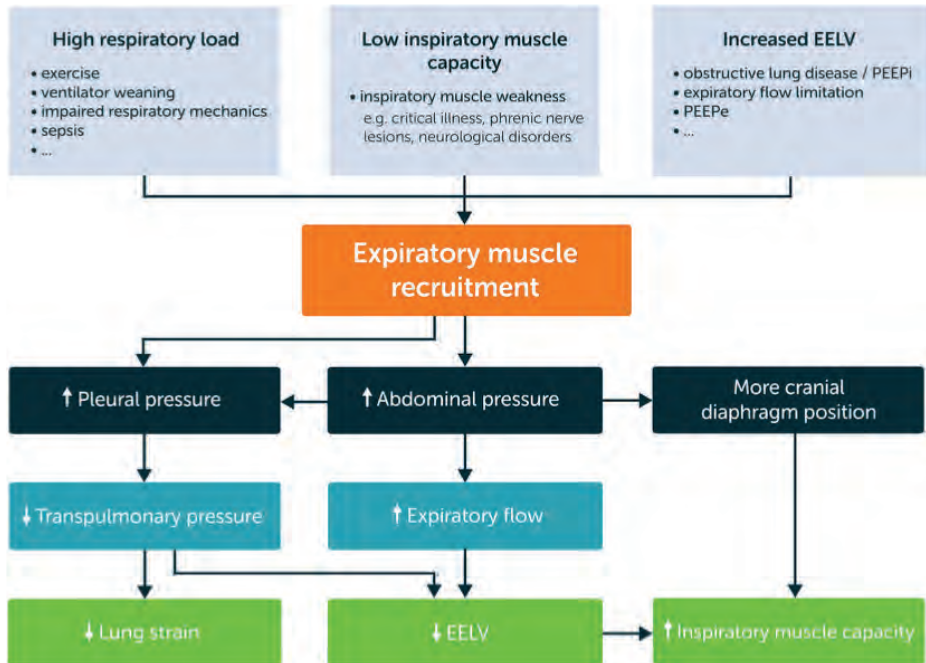 High respiratory load
• exercise
• ventilator weaning
• impaired respiratory mechanics
• sepsis
• ...
Low inspiratory muscle
capacity
• inspiratory muscle weakness
e.g. critical illness, phrenic nerve
lesions, neurological disorders
Increased EELV
• obstructive lung disease / PEEPi
• expiratory flow limitation
• PEEPe
• ...
Expiratory muscle
recruitment
↑ Pleural pressure
↑ Abdominal pressure
More cranial
diaphragm position
↓ Transpulmonary pressure
↑ Expiratory flow
↓ Lung strain
↓ EELV
↑ Inspiratory muscle capacity